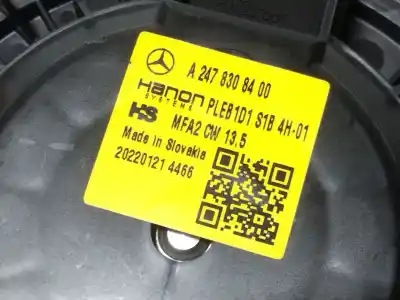 A 247 830 84 00
Hanon PLEB1D1 S1B 4H-01
SYSTEMS
HS MFA2 CW 13,5
Made in Slovakia
20220121 4466